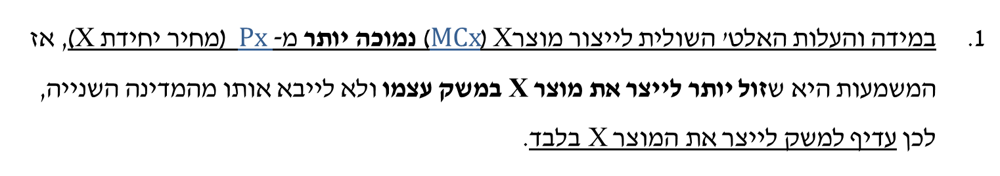 1. במידה והעלות האלט' השולית לייצור מוצרX (MCx) נמוכה יותר מ- Px (מחיר יחידת X), אז
המשמעות היא שזול יותר לייצר את מוצר X במשק עצמו ולא לייבא אותו מהמדינה השנייה,
לכן עדיף למשק לייצר את המוצר X בלבד.